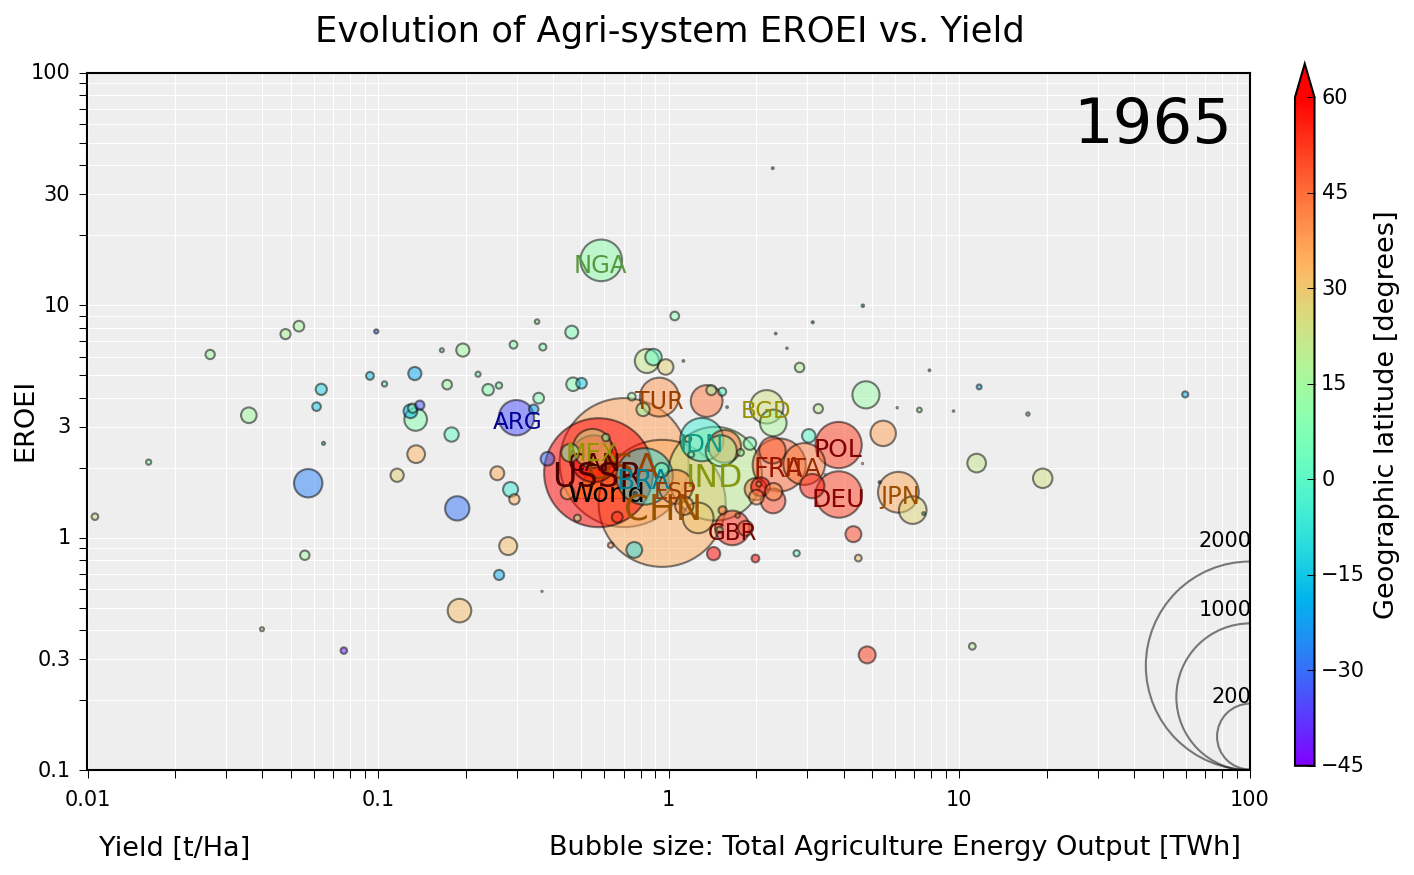 Evolution of Agri-system EROEI vs. Yield
1965
100
30
10
3
1
0.3
0.1
EROEI
NGA
TUR
ARG
BGD
IDN
MEX
USA
USSR
BRA
World
IND
ESP
CHN
FRA
ITA
POL
DEU
GBR
JPN
2000
1000
200
0.01
0.1
1
10
100
Yield [t/Ha]
Bubble size: Total Agriculture Energy Output [TWh]
60
45
30
15
0
−15
−30
−45
Geographic latitude [degrees]